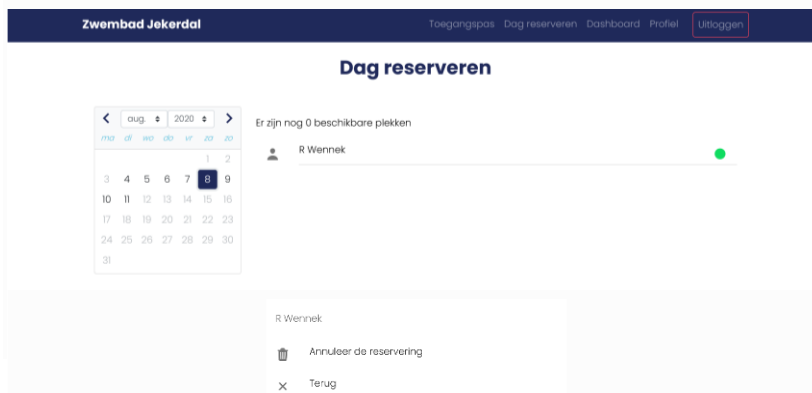 Zwembad Jekerdal Toegangspas Dag reserveren Dashboard Profiel Uitloggen
Dag reserveren
aug. 2020
ma di wo do vr za zo
1 2
3 4 5 6 7 8 9
10 11 12 13 14 15 16
17 18 19 20 21 22 23
24 25 26 27 28 29 30
31
Er zijn nog 0 beschikbare plekken
R Wennek
R Wennek
Annuleer de reservering
Terug